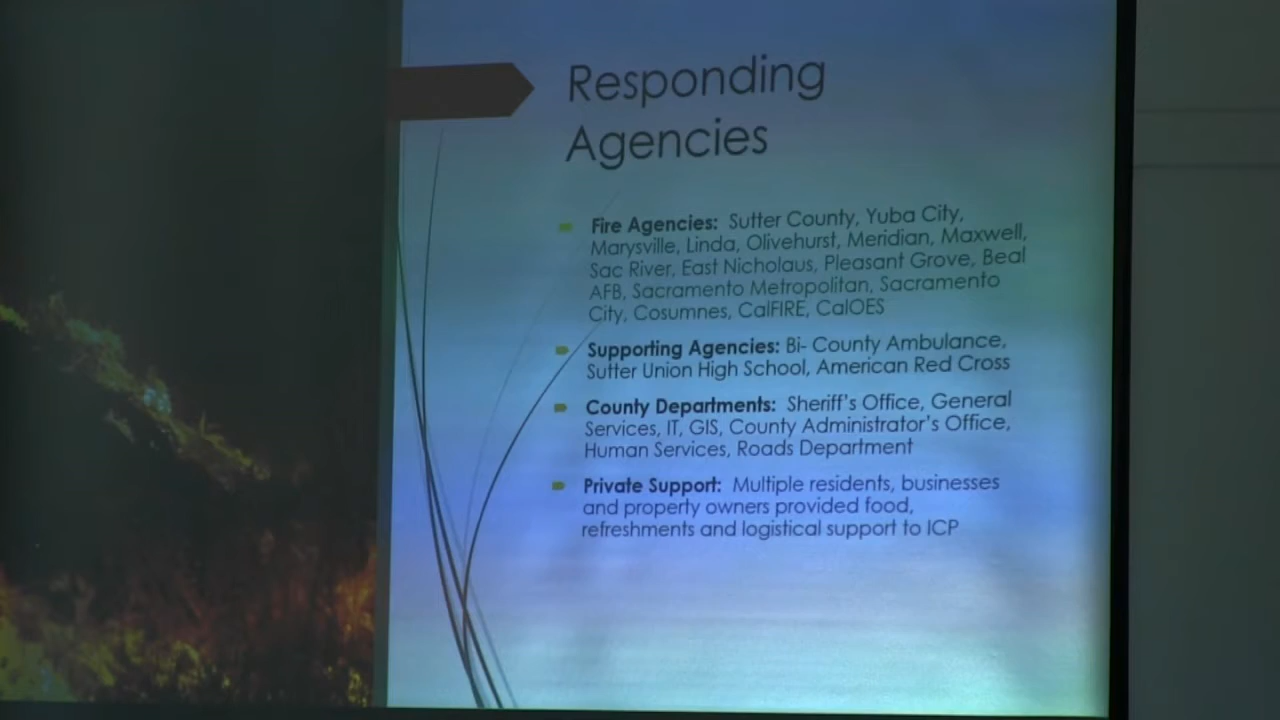 Responding
Agencies
Fire Agencies: Sutter County, Yuba City,
Marysville, Linda, Olivehurst, Meridian, Maxwell,
Sac River, East Nicholaus, Pleasant Grove, Beal
AFB, Sacramento Metropolitan, Sacramento
City, Cosumnes, CalFIRE, CalOES
Supporting Agencies: Bi- County Ambulance,
Sutter Union High School, American Red Cross
County Departments: Sheriff's Office, General
Services, IT, GIS, County Administrator's Office,
Human Services, Roads Department
Private Support: Multiple residents, businesses
and property owners provided food,
refreshments and logistical support to ICP